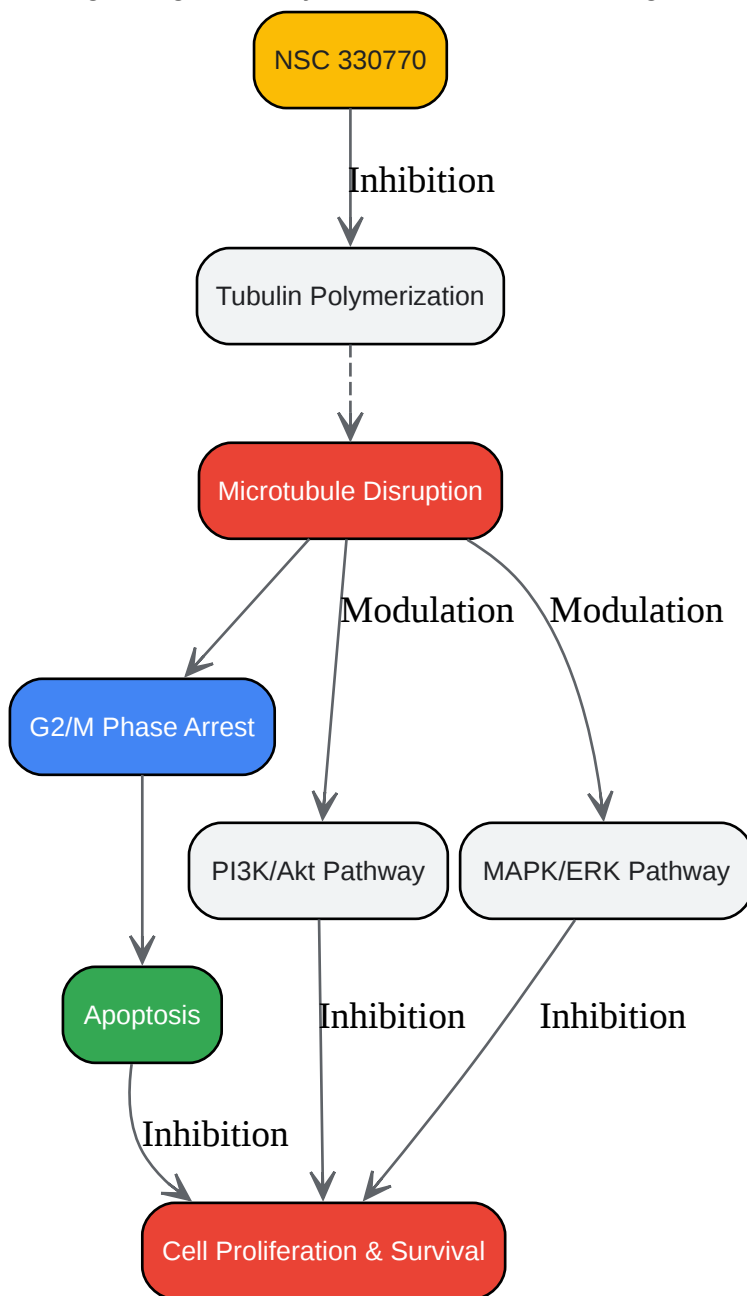 NSC 330770
Inhibition
Tubulin Polymerization
Microtubule Disruption
Modulation
Modulation
G2/M Phase Arrest
PI3K/Akt Pathway
MAPK/ERK Pathway
Apoptosis
Inhibition
Inhibition
Inhibition
Cell Proliferation & Survival